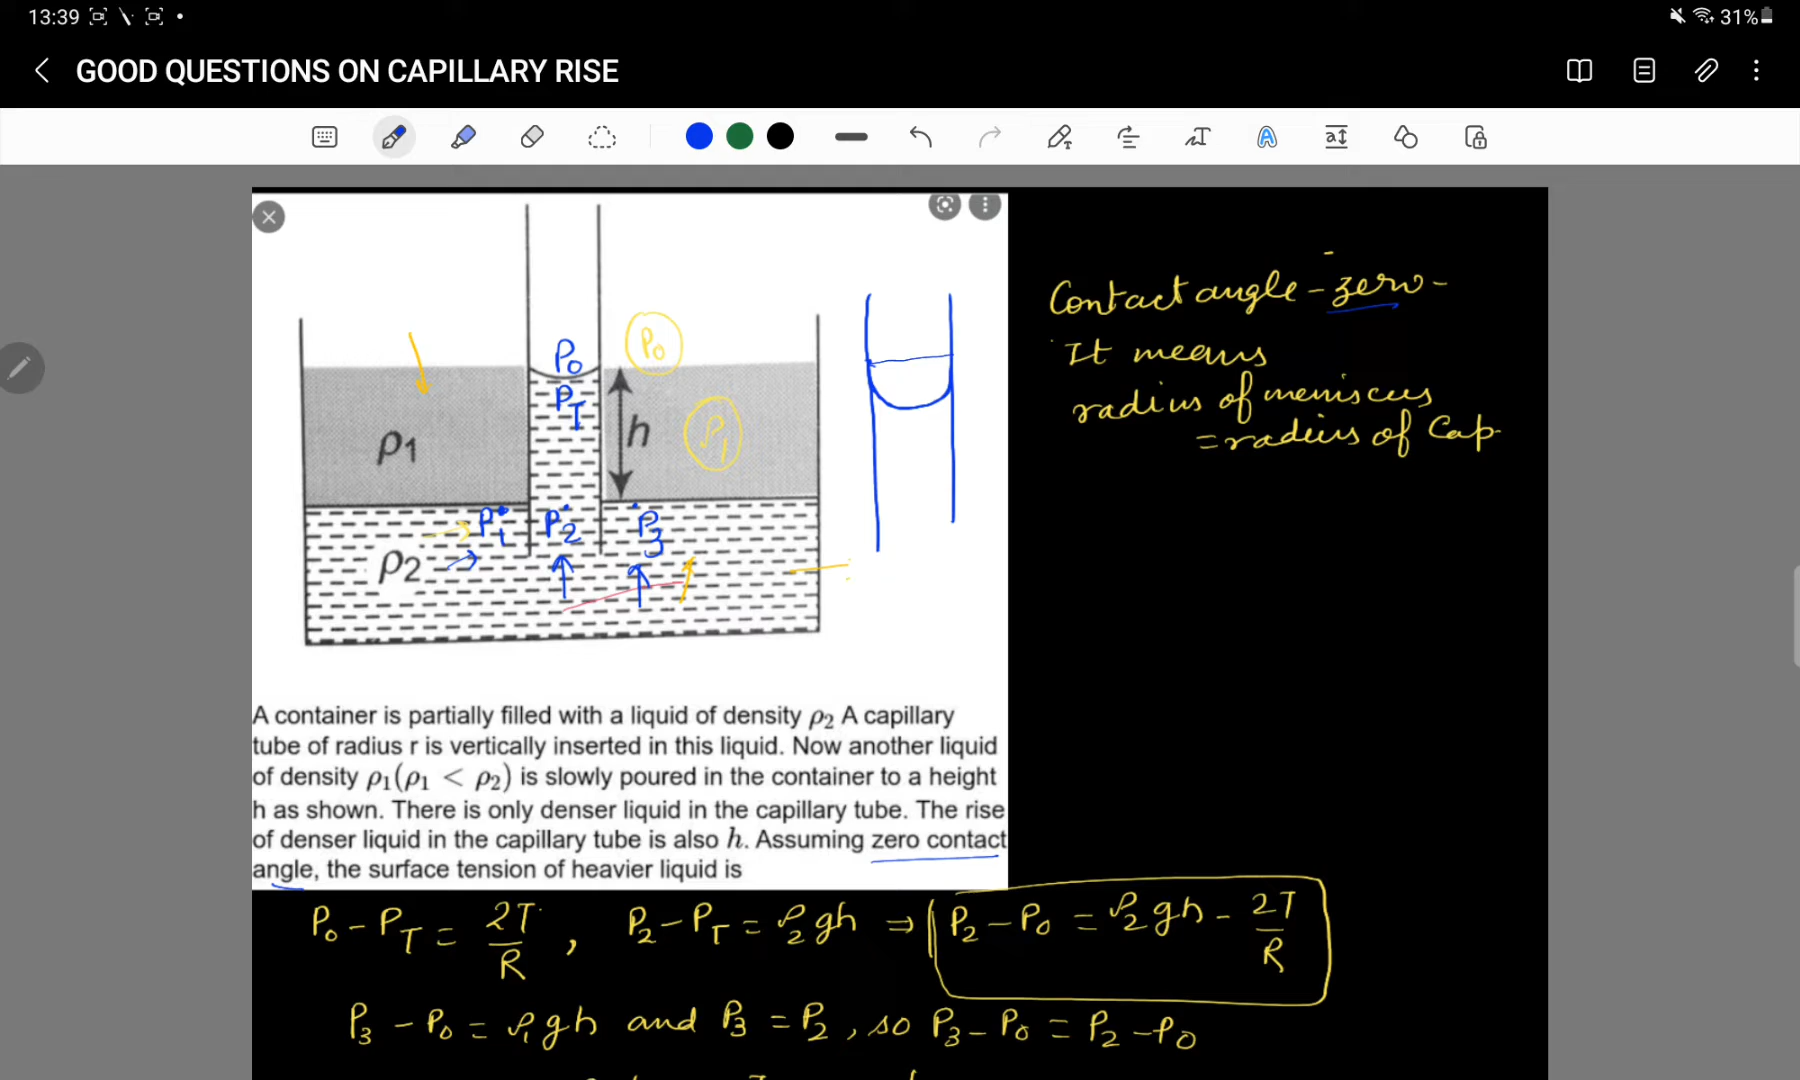 13:39
31%
GOOD QUESTIONS ON CAPILLARY RISE
P0
P0
PT
h
ρ1
ρ1
P1
P2
P3
ρ2
Contact angle - zero -
It means
radius of meniscus
= radius of Cap
A container is partially filled with a liquid of density ρ2 A capillary
tube of radius r is vertically inserted in this liquid. Now another liquid
of density ρ1(ρ1 < ρ2) is slowly poured in the container to a height
h as shown. There is only denser liquid in the capillary tube. The rise
of denser liquid in the capillary tube is also h. Assuming zero contact
angle, the surface tension of heavier liquid is
P0 - PT = 2T/R , P2 - PT = ρ2gh ⇒ P2 - P0 = ρ2gh - 2T/R
P3 - P0 = ρ1gh and P3 = P2, so P3 - P0 = P2 - P0